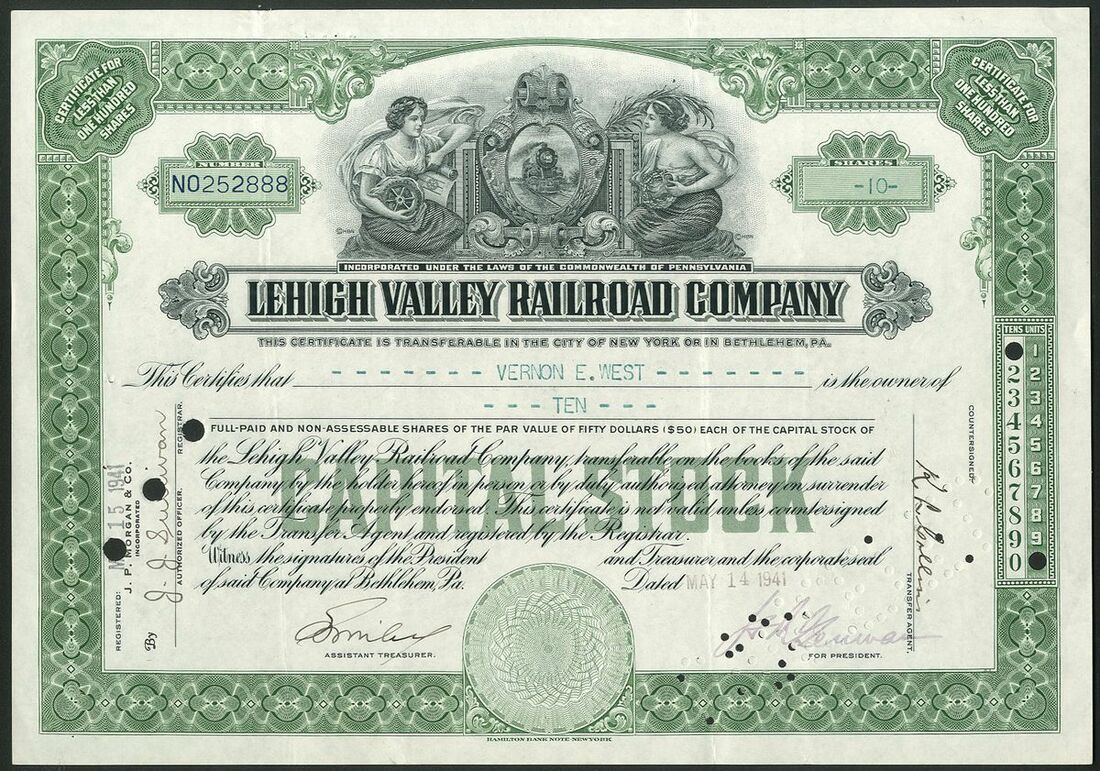 CERTIFICATE FOR
LESS THAN
ONE HUNDRED
SHARES
CERTIFICATE FOR
LESS THAN
ONE HUNDRED
SHARES
NUMBER
NO252888
SHARES
-10-
INCORPORATED UNDER THE LAWS OF THE COMMONWEALTH OF PENNSYLVANIA
LEHIGH VALLEY RAILROAD COMPANY
THIS CERTIFICATE IS TRANSFERABLE IN THE CITY OF NEW YORK OR IN BETHLEHEM, PA.
This Certifies that - - - - - - - VERNON E. WEST - - - - - - - is the owner of
- - - TEN - - -
FULL-PAID AND NON-ASSESSABLE SHARES OF THE PAR VALUE OF FIFTY DOLLARS ($50) EACH OF THE CAPITAL STOCK OF
the Lehigh Valley Railroad Company, transferable on the books of the said
Company by the holder hereof in person or by duly authorised attorney on surrender
of this certificate properly endorsed. This certificate is not valid unless countersigned
by the Transfer Agent and registered by the Registrar.
CAPITAL STOCK
Witness the signatures of the President and Treasurer and the corporate seal
of said Company at Bethlehem, Pa. Dated MAY 14 1941
ASSISTANT TREASURER.
FOR PRESIDENT.
REGISTERED:
15 1941
J. P. MORGAN & CO.
INCORPORATED
REGISTRAR.
By J. J. Sullivan
AUTHORIZED OFFICER.
COUNTERSIGNED:
TRANSFER AGENT.
TENS UNITS
1
2 2
3 3
4 4
5 5
6 6
7 7
8 8
9 9
0
HAMILTON BANK NOTE NEW YORK